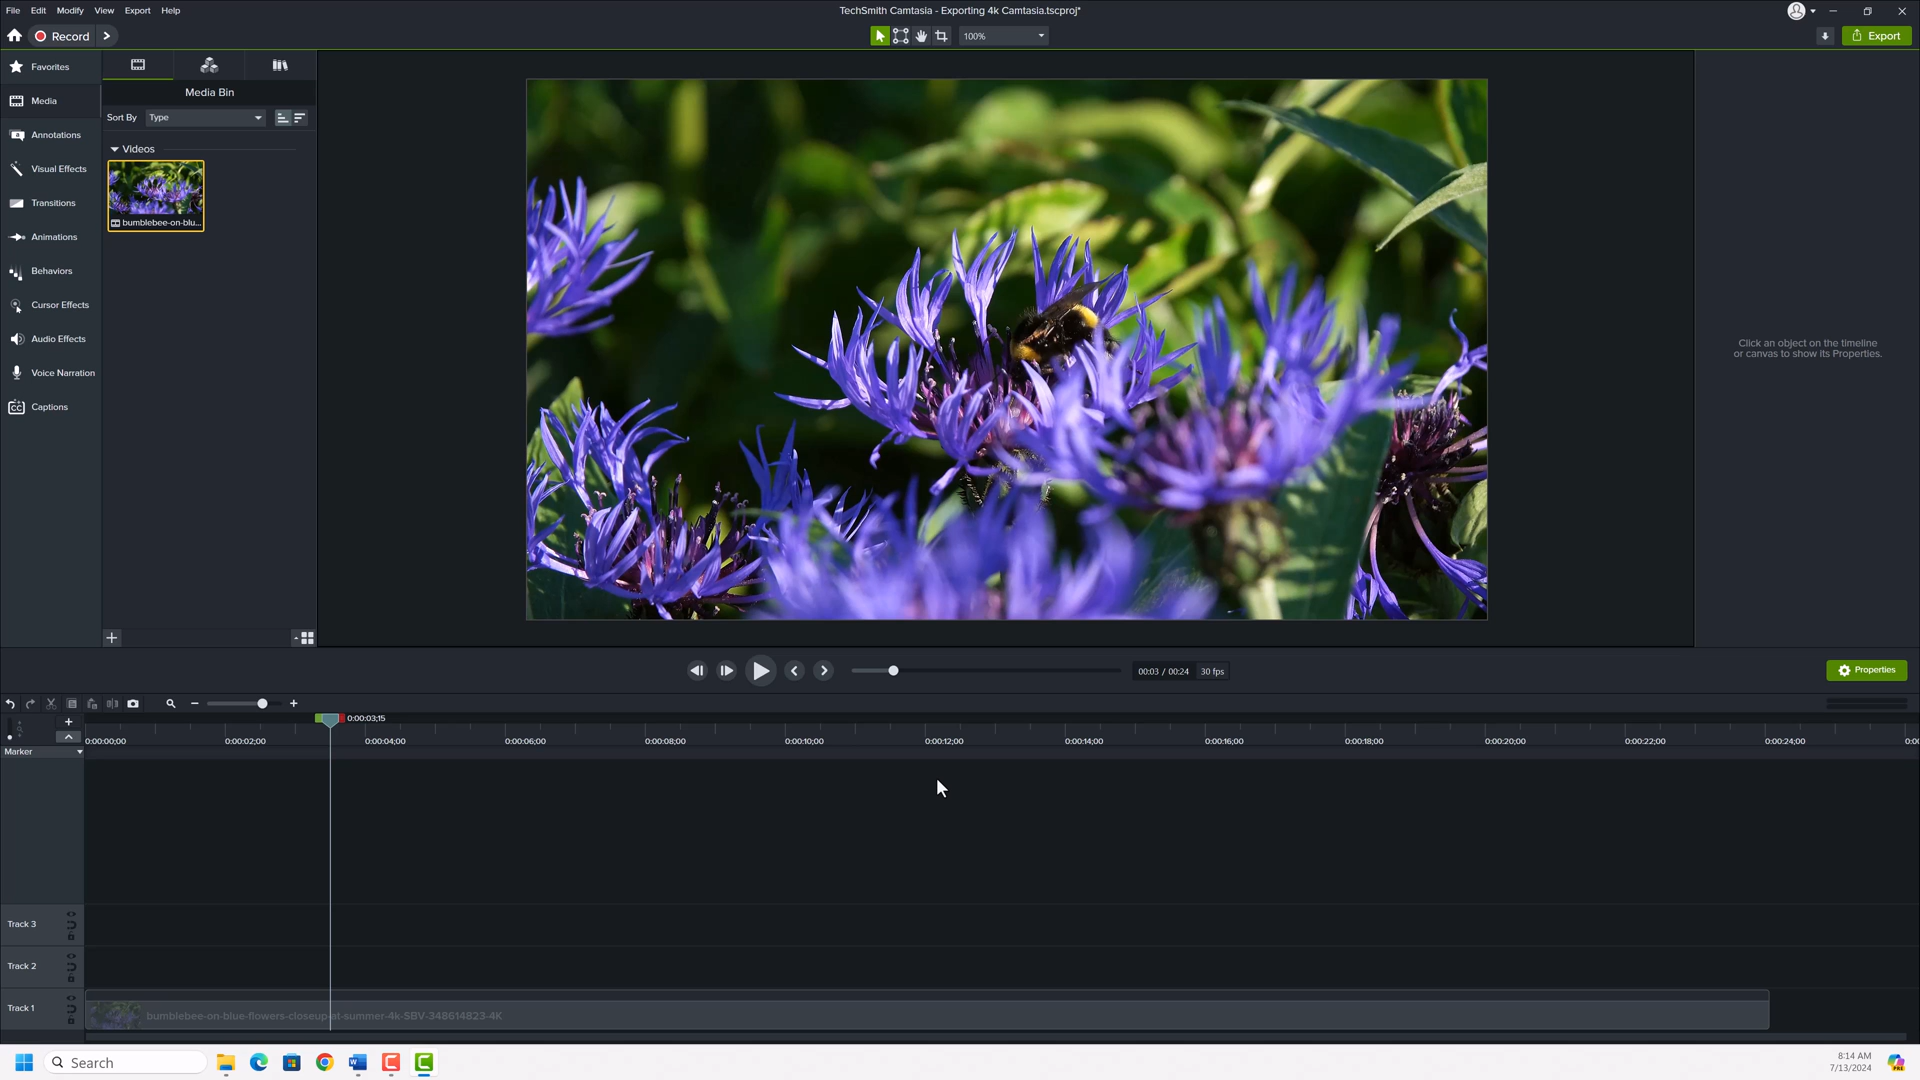 File Edit Modify View Export Help
TechSmith Camtasia - Exporting 4k Camtasia.tscproj*
Record
100%
Export
Favorites
Media
Annotations
Visual Effects
Transitions
Animations
Behaviors
Cursor Effects
Audio Effects
Voice Narration
CC Captions
Media Bin
Sort By Type
Videos
bumblebee-on-blu...
Click an object on the timeline
or canvas to show its Properties.
00:03 / 00:24 30 fps
Properties
0:00:03;15
0:00:00;00 0:00:02;00 0:00:04;00 0:00:06;00 0:00:08;00 0:00:10;00 0:00:12;00 0:00:14;00 0:00:16;00 0:00:18;00 0:00:20;00 0:00:22;00 0:00:24;00 0:00
Marker
Track 3
Track 2
Track 1
bumblebee-on-blue-flowers-closeup-at-summer-4k-SBV-348614823-4K
Search
8:14 AM
7/13/2024
PRE